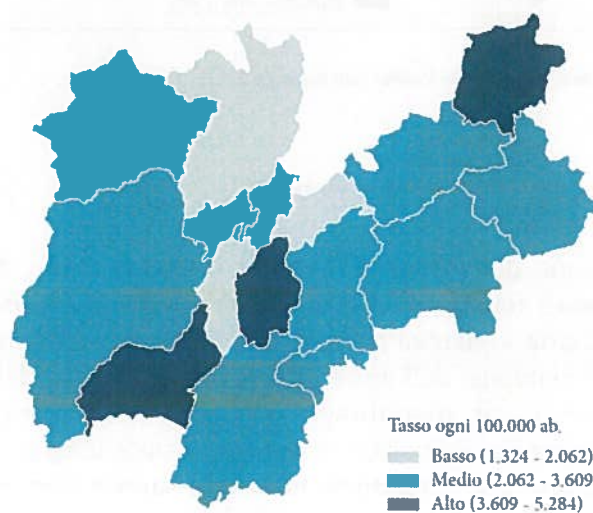 Tasso ogni 100.000 ab.
Basso (1.324 - 2.062)
Medio (2.062 - 3.609
Alto (3.609 - 5.284)